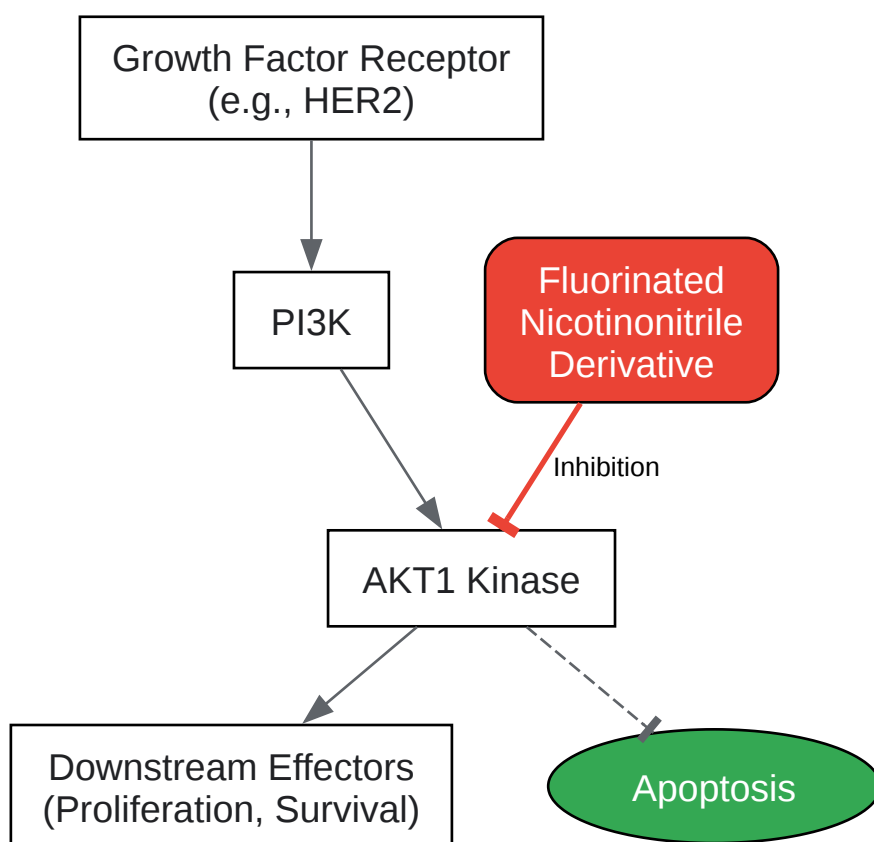 Growth Factor Receptor
(e.g., HER2)
PI3K
Fluorinated
Nicotinonitrile
Derivative
Inhibition
AKT1 Kinase
Downstream Effectors
(Proliferation, Survival)
Apoptosis